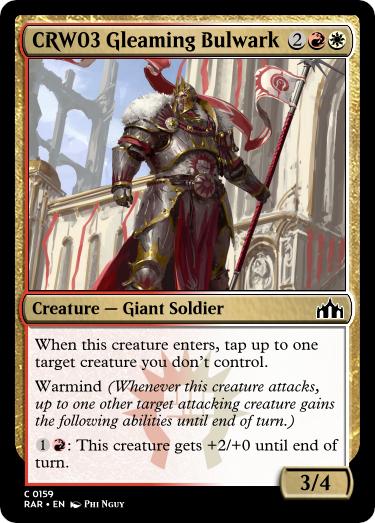 CRW03 Gleaming Bulwark 2
Creature — Giant Soldier
When this creature enters, tap up to one
target creature you don't control.
Warmind (Whenever this creature attacks,
up to one other target attacking creature gains
the following abilities until end of turn.)
1 : This creature gets +2/+0 until end of
turn.
3/4
C 0159
RAR • EN Phi Nguy